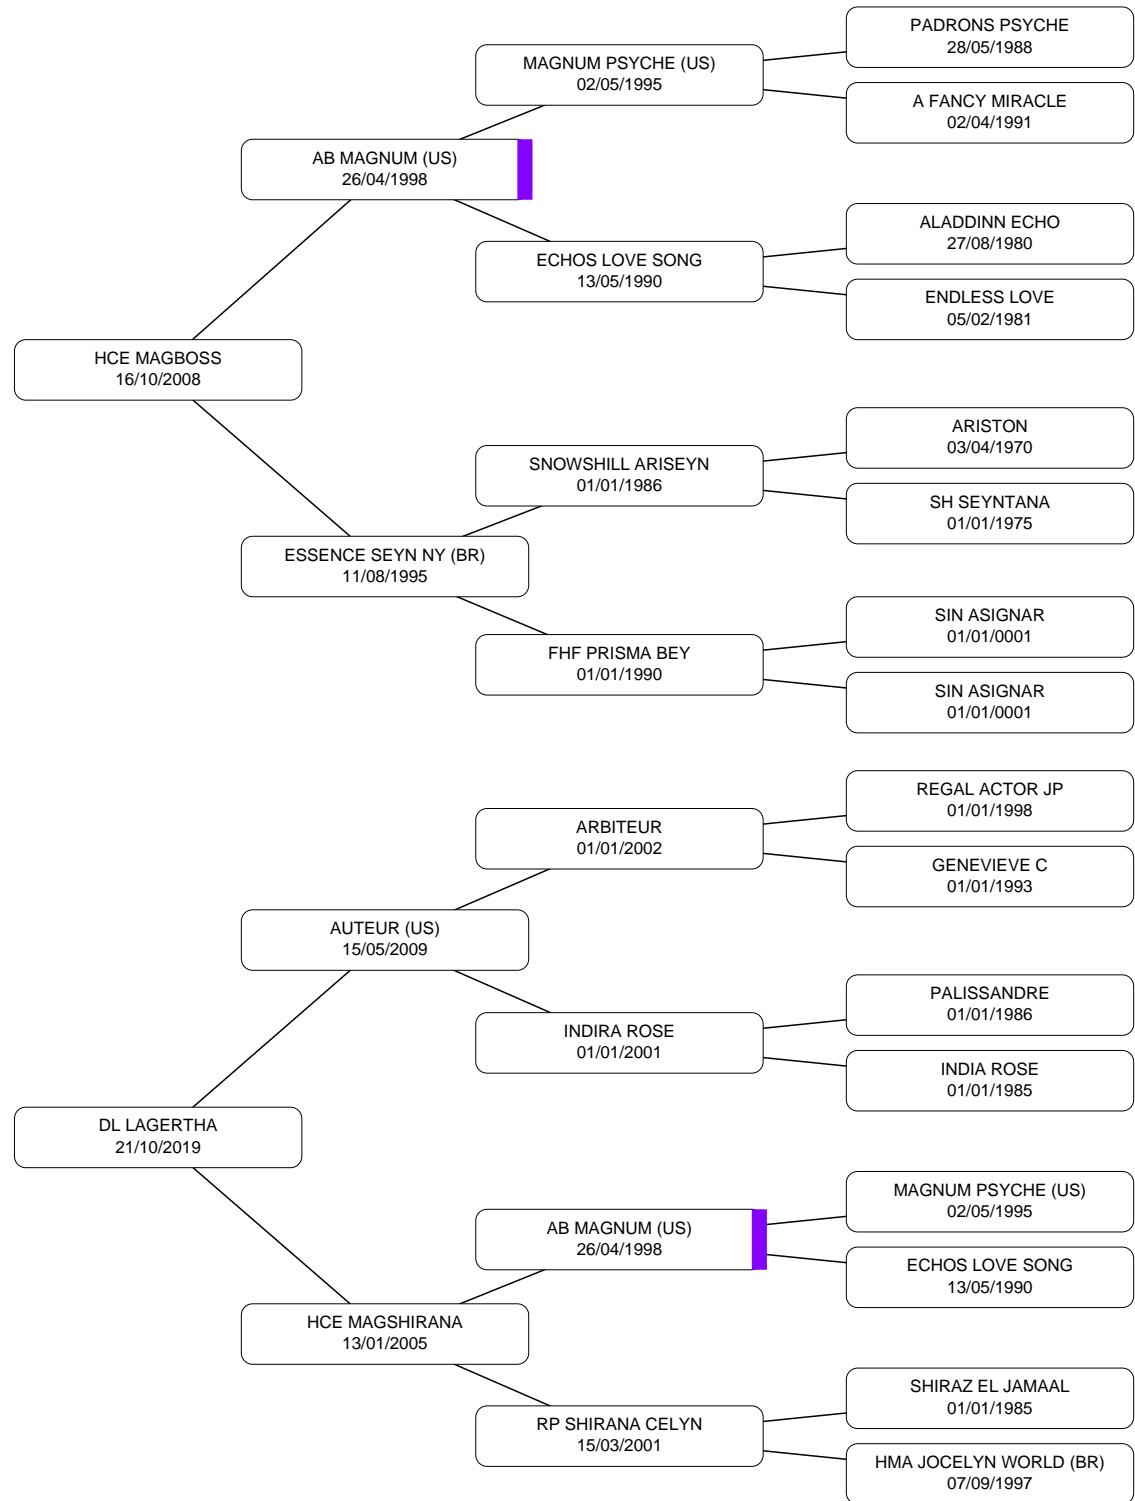 PADRONS PSYCHE
28/05/1988
MAGNUM PSYCHE (US)
02/05/1995
A FANCY MIRACLE
02/04/1991
AB MAGNUM (US)
26/04/1998
ALADDINN ECHO
27/08/1980
ECHOS LOVE SONG
13/05/1990
ENDLESS LOVE
05/02/1981
HCE MAGBOSS
16/10/2008
ARISTON
03/04/1970
SNOWSHILL ARISEYN
01/01/1986
SH SEYNTANA
01/01/1975
ESSENCE SEYN NY (BR)
11/08/1995
SIN ASIGNAR
01/01/0001
FHF PRISMA BEY
01/01/1990
SIN ASIGNAR
01/01/0001
REGAL ACTOR JP
01/01/1998
ARBITEUR
01/01/2002
GENEVIEVE C
01/01/1993
AUTEUR (US)
15/05/2009
PALISSANDRE
01/01/1986
INDIRA ROSE
01/01/2001
INDIA ROSE
01/01/1985
DL LAGERTHA
21/10/2019
MAGNUM PSYCHE (US)
02/05/1995
AB MAGNUM (US)
26/04/1998
ECHOS LOVE SONG
13/05/1990
HCE MAGSHIRANA
13/01/2005
SHIRAZ EL JAMAAL
01/01/1985
RP SHIRANA CELYN
15/03/2001
HMA JOCELYN WORLD (BR)
07/09/1997